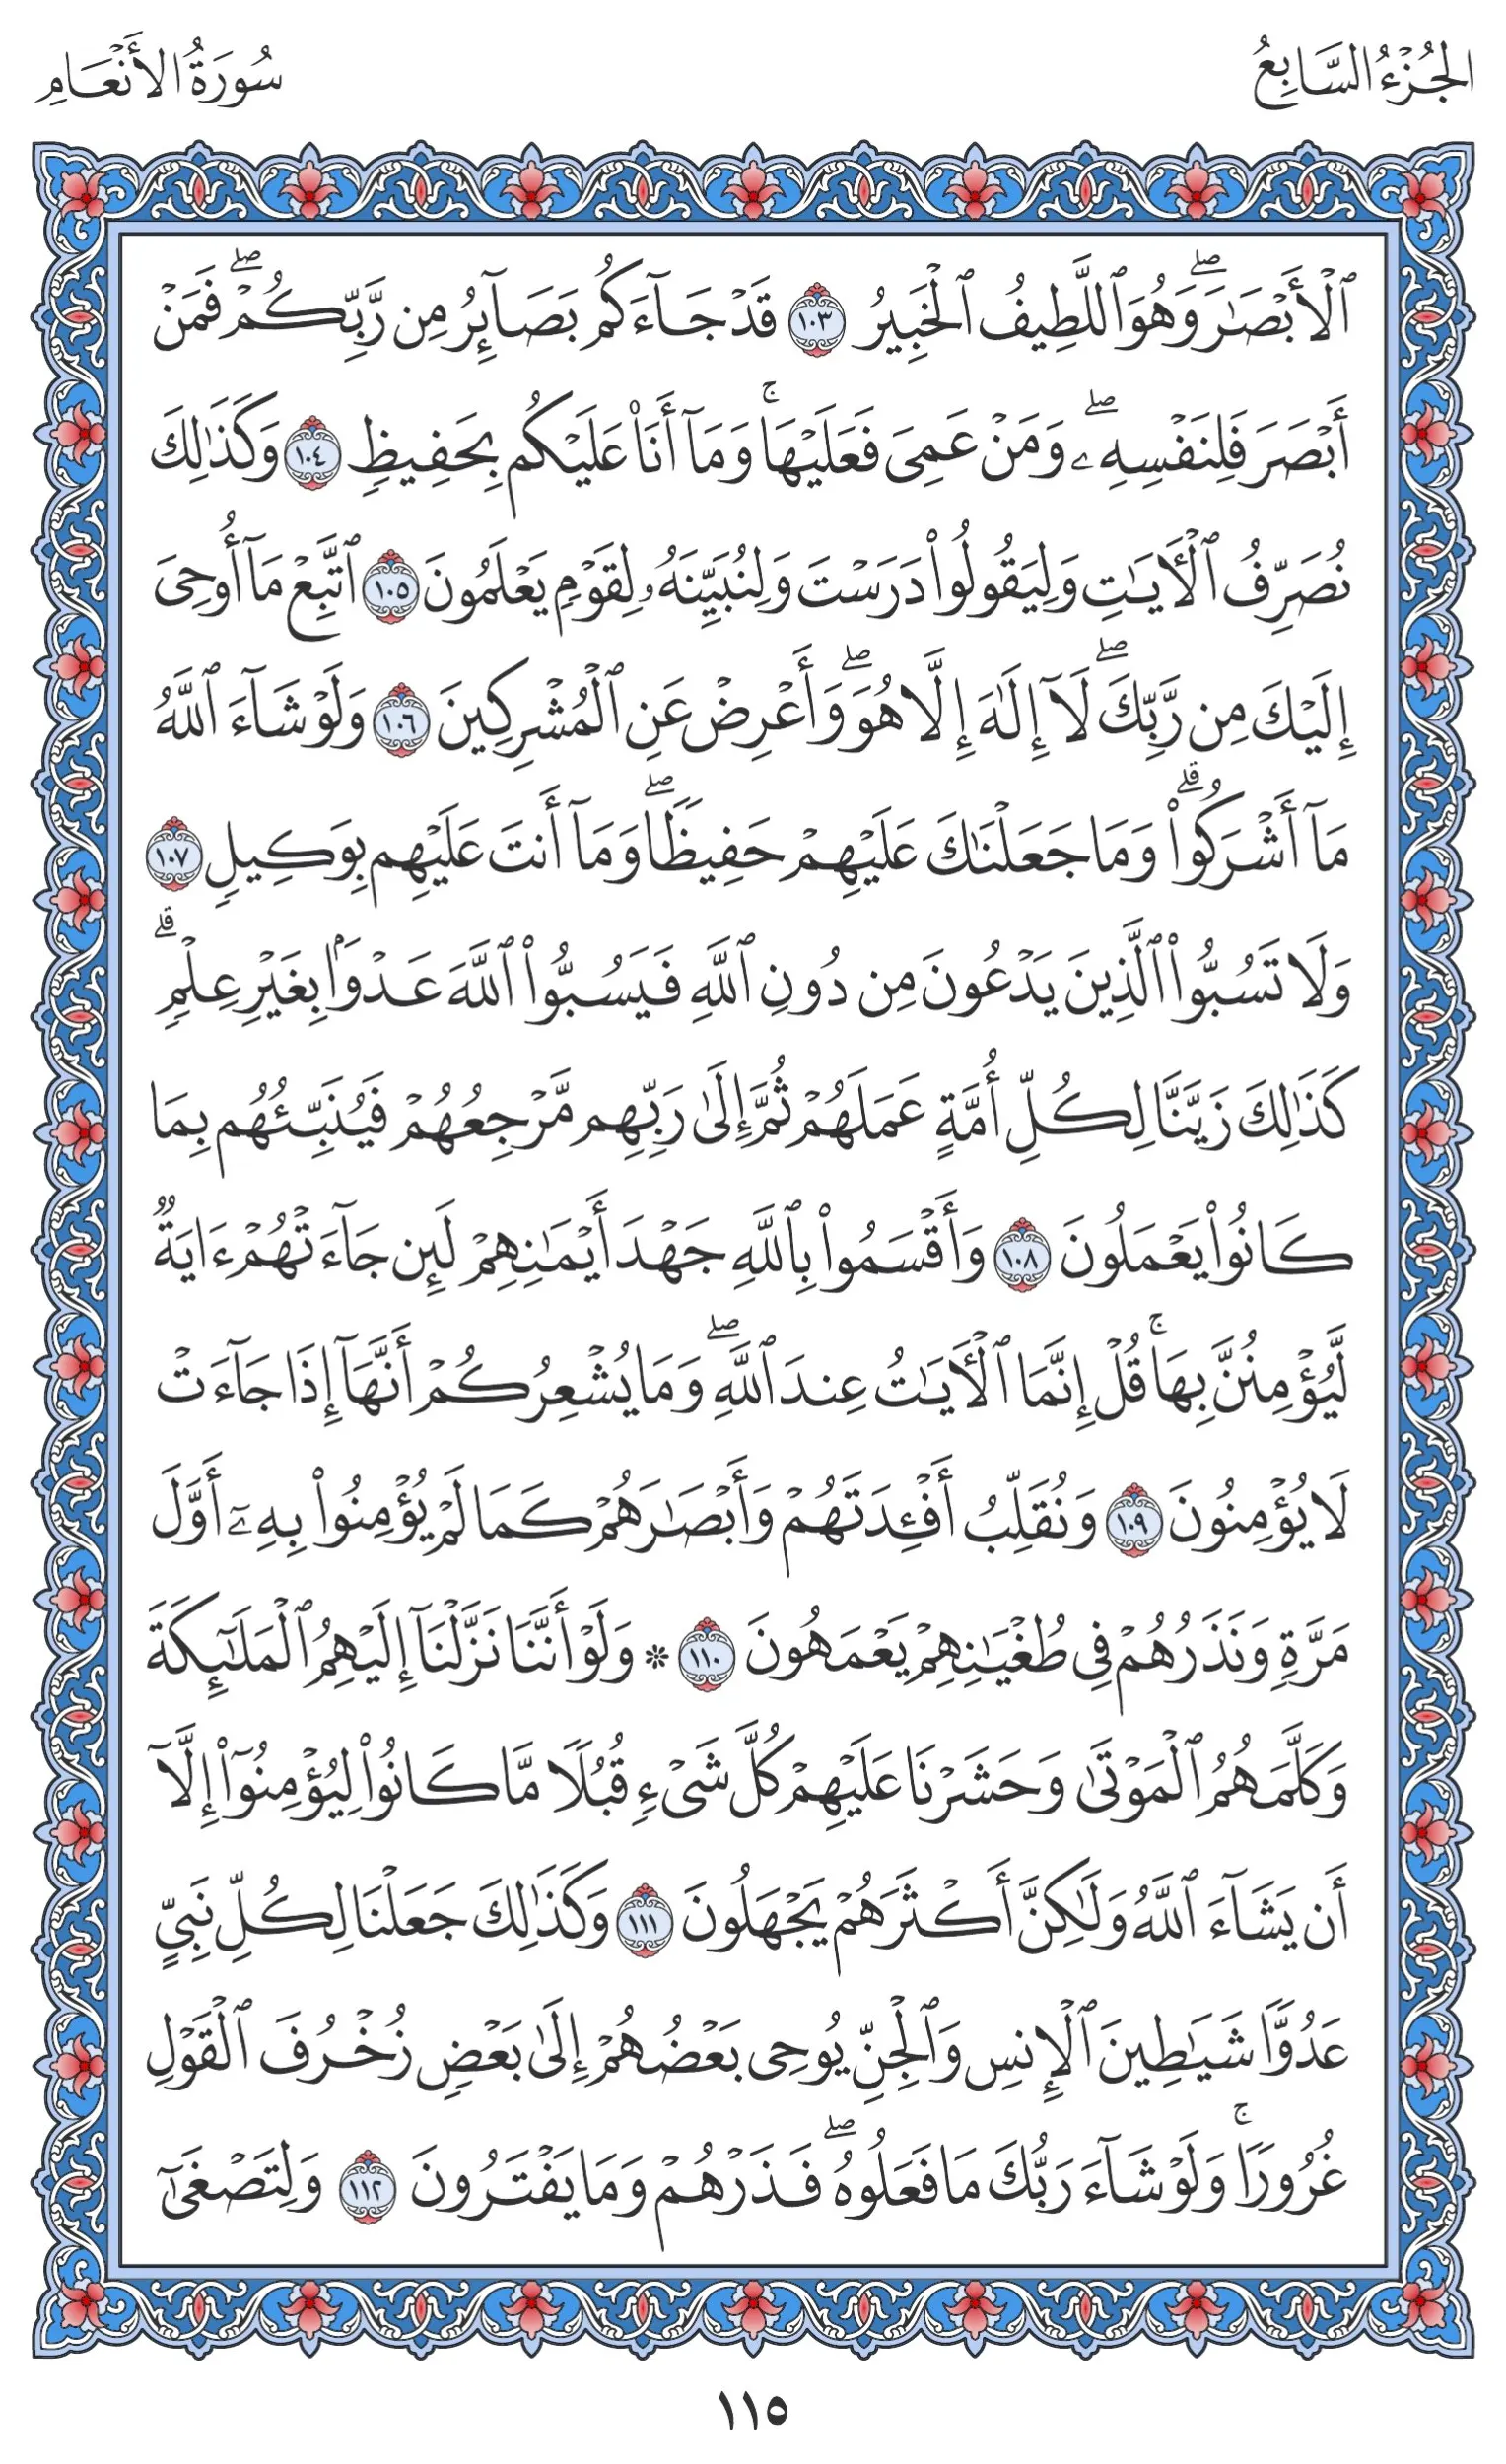 الجُزْءُ السَّابِعُ
سُورَةُ الأَنْعَامِ
ٱلْأَبْصَٰرَۖ وَهُوَ ٱللَّطِيفُ ٱلْخَبِيرُ ١٠٣ قَدْ جَآءَكُم بَصَآئِرُ مِن رَّبِّكُمْۖ فَمَنْ
أَبْصَرَ فَلِنَفْسِهِۦۖ وَمَنْ عَمِيَ فَعَلَيْهَاۚ وَمَآ أَنَا۠ عَلَيْكُم بِحَفِيظٖ ١٠٤ وَكَذَٰلِكَ
نُصَرِّفُ ٱلْأٓيَٰتِ وَلِيَقُولُواْ دَرَسْتَ وَلِنُبَيِّنَهُۥ لِقَوْمٖ يَعْلَمُونَ ١٠٥ ٱتَّبِعْ مَآ أُوحِيَ
إِلَيْكَ مِن رَّبِّكَۖ لَآ إِلَٰهَ إِلَّا هُوَۖ وَأَعْرِضْ عَنِ ٱلْمُشْرِكِينَ ١٠٦ وَلَوْ شَآءَ ٱللَّهُ
مَآ أَشْرَكُواْۗ وَمَا جَعَلْنَٰكَ عَلَيْهِمْ حَفِيظٗاۖ وَمَآ أَنتَ عَلَيْهِم بِوَكِيلٖ ١٠٧
وَلَا تَسُبُّواْ ٱلَّذِينَ يَدْعُونَ مِن دُونِ ٱللَّهِ فَيَسُبُّواْ ٱللَّهَ عَدْوَۢا بِغَيْرِ عِلْمٖۗ
كَذَٰلِكَ زَيَّنَّا لِكُلِّ أُمَّةٍ عَمَلَهُمْ ثُمَّ إِلَىٰ رَبِّهِم مَّرْجِعُهُمْ فَيُنَبِّئُهُم بِمَا
كَانُواْ يَعْمَلُونَ ١٠٨ وَأَقْسَمُواْ بِٱللَّهِ جَهْدَ أَيْمَٰنِهِمْ لَئِن جَآءَتْهُمْ ءَايَةٞ
لَّيُؤْمِنُنَّ بِهَاۚ قُلْ إِنَّمَا ٱلْأٓيَٰتُ عِندَ ٱللَّهِۖ وَمَا يُشْعِرُكُمْ أَنَّهَآ إِذَا جَآءَتْ
لَا يُؤْمِنُونَ ١٠٩ وَنُقَلِّبُ أَفْـِٔدَتَهُمْ وَأَبْصَٰرَهُمْ كَمَا لَمْ يُؤْمِنُواْ بِهِۦٓ أَوَّلَ
مَرَّةٖ وَنَذَرُهُمْ فِي طُغْيَٰنِهِمْ يَعْمَهُونَ ١١٠ ۞ وَلَوْ أَنَّنَا نَزَّلْنَآ إِلَيْهِمُ ٱلْمَلَٰٓئِكَةَ
وَكَلَّمَهُمُ ٱلْمَوْتَىٰ وَحَشَرْنَا عَلَيْهِمْ كُلَّ شَيْءٖ قُبُلٗا مَّا كَانُواْ لِيُؤْمِنُوٓاْ إِلَّآ
أَن يَشَآءَ ٱللَّهُ وَلَٰكِنَّ أَكْثَرَهُمْ يَجْهَلُونَ ١١١ وَكَذَٰلِكَ جَعَلْنَا لِكُلِّ نَبِيٍّ
عَدُوّٗا شَيَٰطِينَ ٱلْإِنسِ وَٱلْجِنِّ يُوحِي بَعْضُهُمْ إِلَىٰ بَعْضٖ زُخْرُفَ ٱلْقَوْلِ
غُرُورٗاۚ وَلَوْ شَآءَ رَبُّكَ مَا فَعَلُوهُۖ فَذَرْهُمْ وَمَا يَفْتَرُونَ ١١٢ وَلِتَصْغَىٰٓ
١١٥